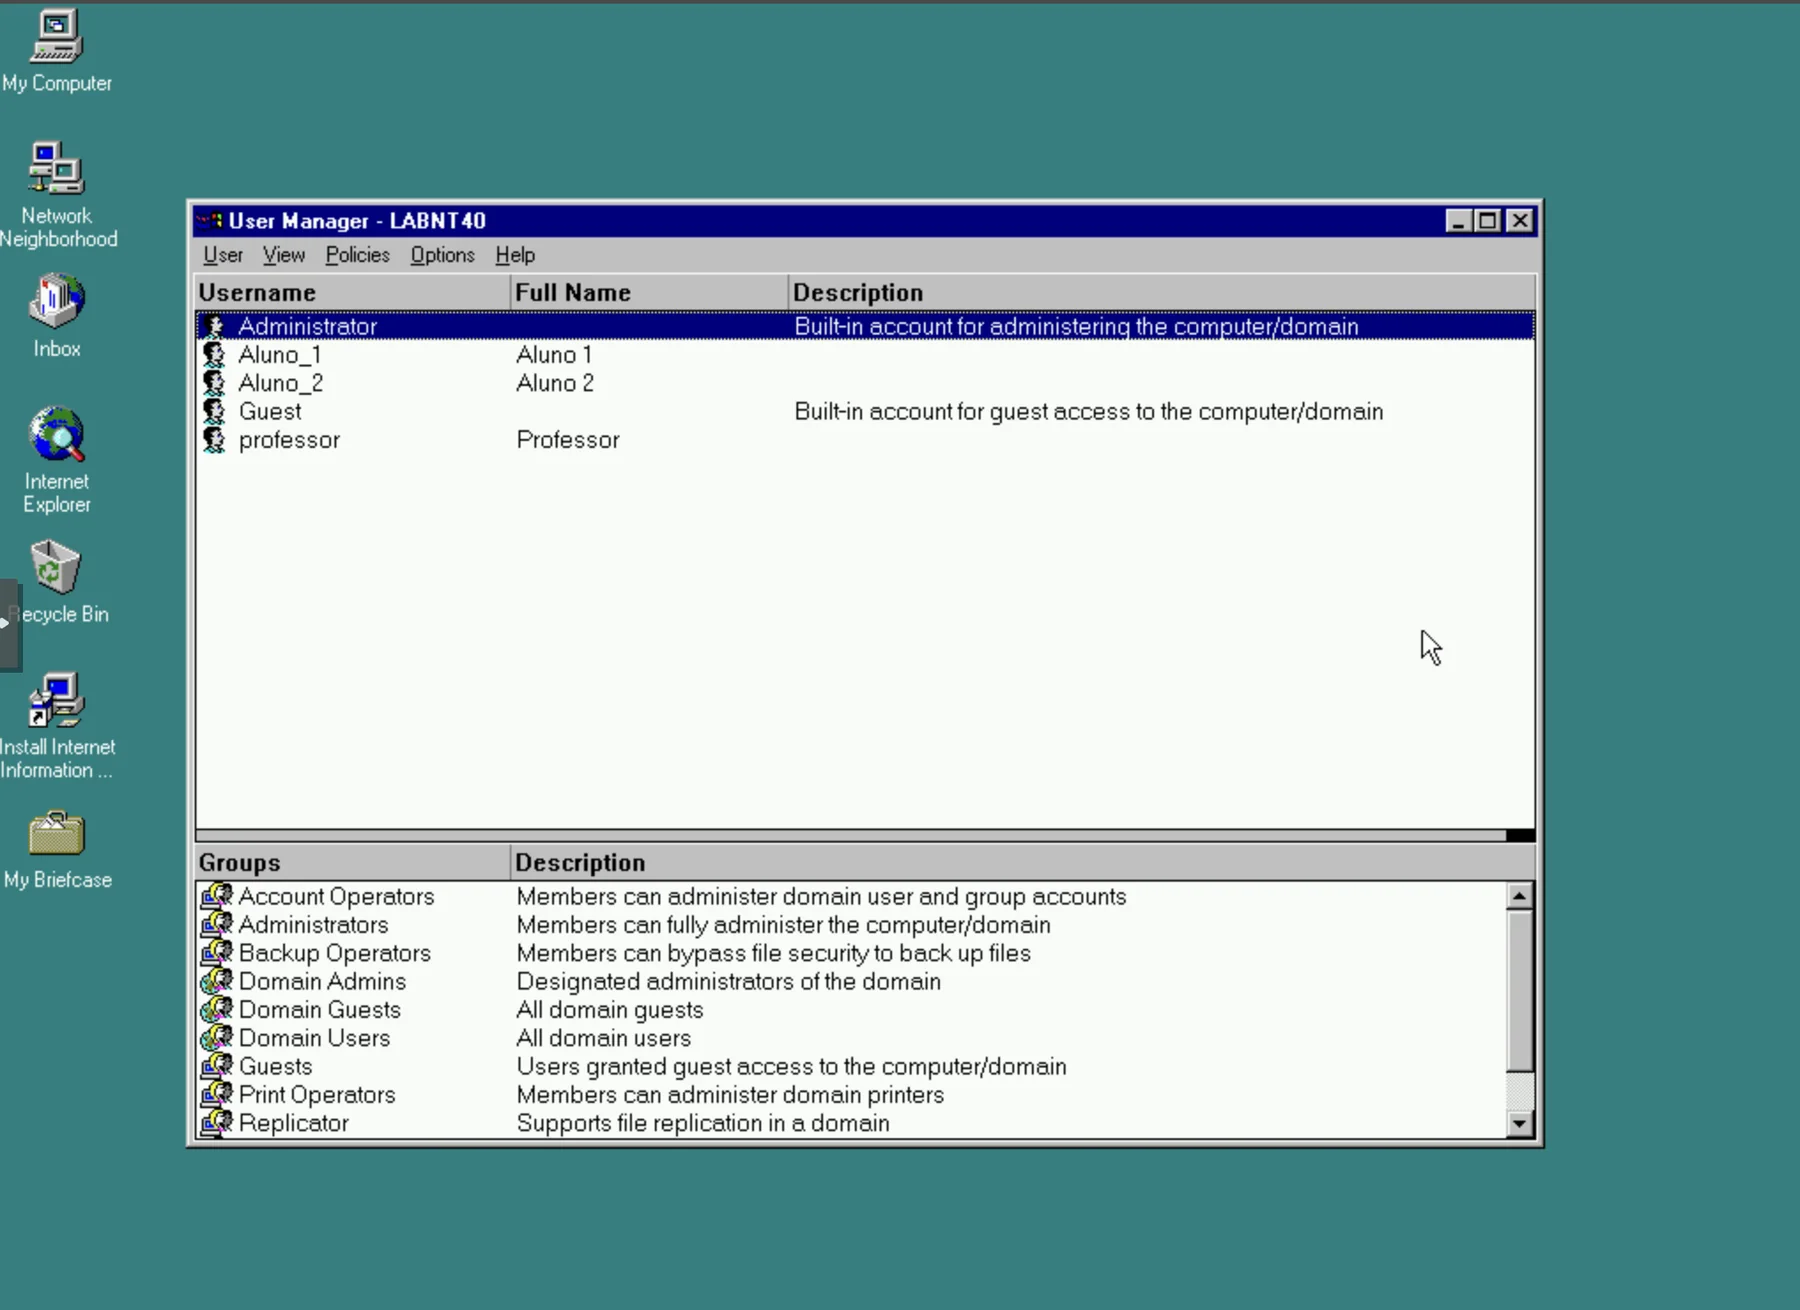 My Computer
Network
Neighborhood
Inbox
Internet
Explorer
Recycle Bin
Install Internet
Information ...
My Briefcase
User Manager - LABNT40
User View Policies Options Help
Username Full Name Description
Administrator Built-in account for administering the computer/domain
Aluno_1 Aluno 1
Aluno_2 Aluno 2
Guest Built-in account for guest access to the computer/domain
professor Professor
Groups Description
Account Operators Members can administer domain user and group accounts
Administrators Members can fully administer the computer/domain
Backup Operators Members can bypass file security to back up files
Domain Admins Designated administrators of the domain
Domain Guests All domain guests
Domain Users All domain users
Guests Users granted guest access to the computer/domain
Print Operators Members can administer domain printers
Replicator Supports file replication in a domain